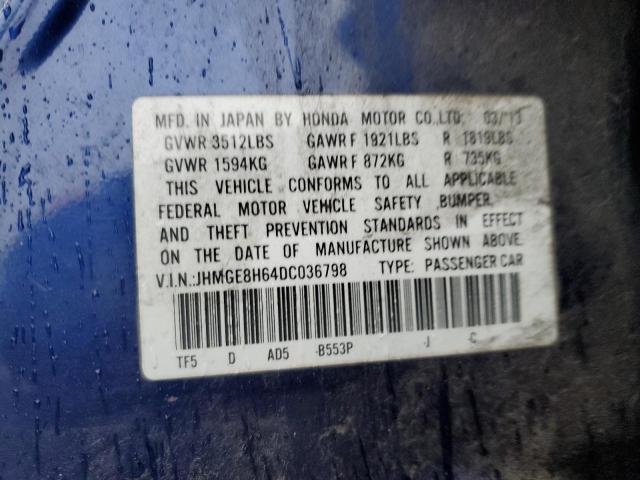 MFD. IN JAPAN BY HONDA MOTOR CO.,LTD. 03/13
GVWR 3512LBS GAWR F 1921LBS R 1819LBS
GVWR 1594KG GAWR F 872KG R 735KG
THIS VEHICLE CONFORMS TO ALL APPLICABLE
FEDERAL MOTOR VEHICLE SAFETY ,BUMPER,
AND THEFT PREVENTION STANDARDS IN EFFECT
ON THE DATE OF MANUFACTURE SHOWN ABOVE.
V.I.N.:JHMGE8H64DC036798 TYPE: PASSENGER CAR
TF5 D AD5 -B553P -J -C